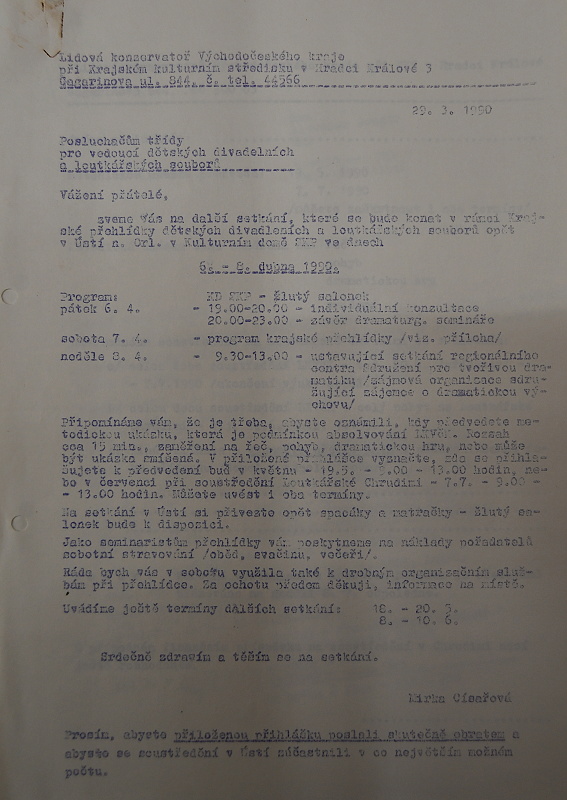 Lidová konservatoř Východočeského kraje
při Krajském kulturním středisku v Hradci Králové 3
Gagarinova ul. 844, č. tel. 44566
29. 3. 1990
Posluchačům třídy
pro vedoucí dětských divadelních
a loutkářských souborů
Vážení přátelé,
zveme vás na další setkání, které se bude konat v rámci Kraj-
ské přehlídky dětských divadleních a loutkářských souborů opět
v Ústí n. Orl. v Kulturním domě ZKP ve dnech
6. - 8. dubna 1990.
Program: KD ZKP - žlutý salonek
pátek 6. 4. - 19.00-20.00 - individuální konzultace
20.00-23.00 - závěr dramaturg. semináře
sobota 7. 4. - program krajské přehlídky /viz. příloha/
neděle 8. 4. - 9.30-13.00 - ustavující setkání regionálního
centra Sdružení pro tvořivou dra-
matiku /zájmová organizace sdru-
žující zájemce o dramatickou vý-
chovu/
Připomínáme vám, že je třeba, abyste oznámili, kdy předvedete me-
todickou ukázku, která je podmínkou absolvování. Rozsah
cca 15 min., zaměření na řeč, pohyb, dramatickou hru, nebo může
být ukázka smíšená. V přiložené přihlášce vyznačte, zda se přihla-
šujete k předvedení buď v květnu - 19.5. - 9.00 - 13.00 hodin, ne-
bo v červenci při soustředění Loutkářské Chrudimi - 7.7. - 9.00 -
- 13.00 hodin. Můžete uvést i oba termíny.
Na setkání v Ústí si přivezte opět spacáky a matračky - žlutý sa-
lonek bude k disposici.
Jako seminaristům přehlídky vám poskytneme na náklady pořadatelů
sobotní stravování /oběd, svačinu, večeři/.
Ráda bych vás v sobotu využila také k drobným organizačním služ-
bám při přehlídce. Za ochotu předem děkuji, informace na místě.
Uvádíme ještě termíny dalších setkání: 18. - 20. 5.
8. - 10. 6.
Srdečně zdravím a těším se na setkání.
Mirka Císařová
Prosím, abyste přiloženou přihlášku poslali skutečně obratem a
abyste se soustředění v Ústí zúčastnili v co největším možném
počtu.